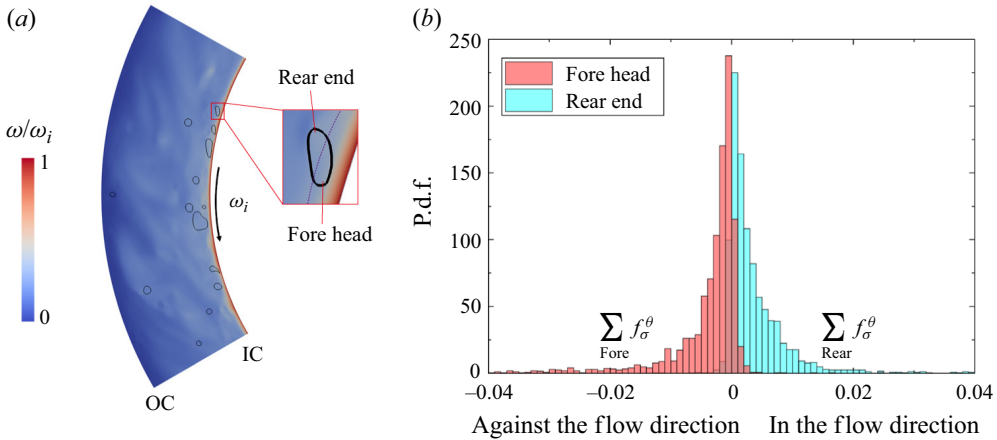 (a)
Rear end
ω/ω_i
1
0
ω_i
Fore head
IC
OC
(b)
250
200
150
100
50
0
P.d.f.
Fore head
Rear end
∑ f_σ^θ
Fore
∑ f_σ^θ
Rear
–0.04 –0.02 0 0.02 0.04
Against the flow direction In the flow direction